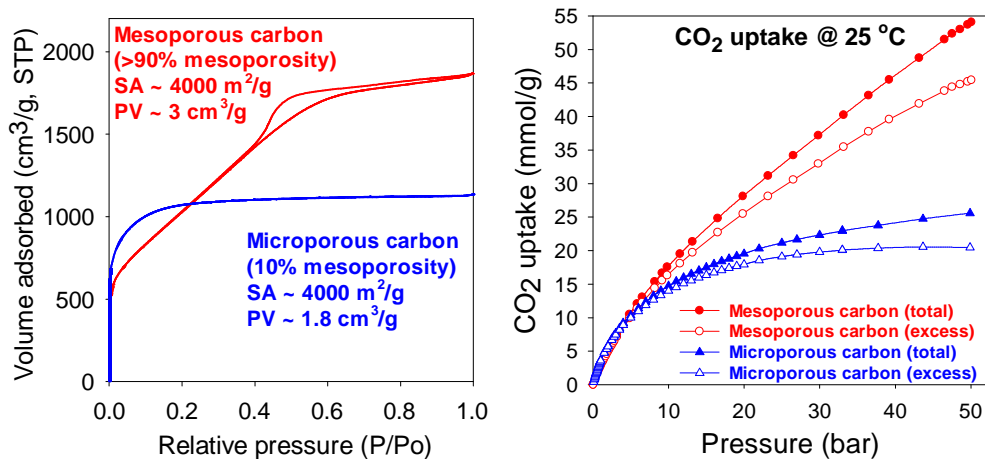 Volume adsorbed (cm³/g, STP)
2000
1500
1000
500
0
Mesoporous carbon
(>90% mesoporosity)
SA ~ 4000 m²/g
PV ~ 3 cm³/g
Microporous carbon
(10% mesoporosity)
SA ~ 4000 m²/g
PV ~ 1.8 cm³/g
0.0 0.2 0.4 0.6 0.8 1.0
Relative pressure (P/Po)
CO₂ uptake (mmol/g)
55
50
45
40
35
30
25
20
15
10
5
0
CO₂ uptake @ 25 °C
Mesoporous carbon (total)
Mesoporous carbon (excess)
Microporous carbon (total)
Microporous carbon (excess)
0 10 20 30 40 50
Pressure (bar)